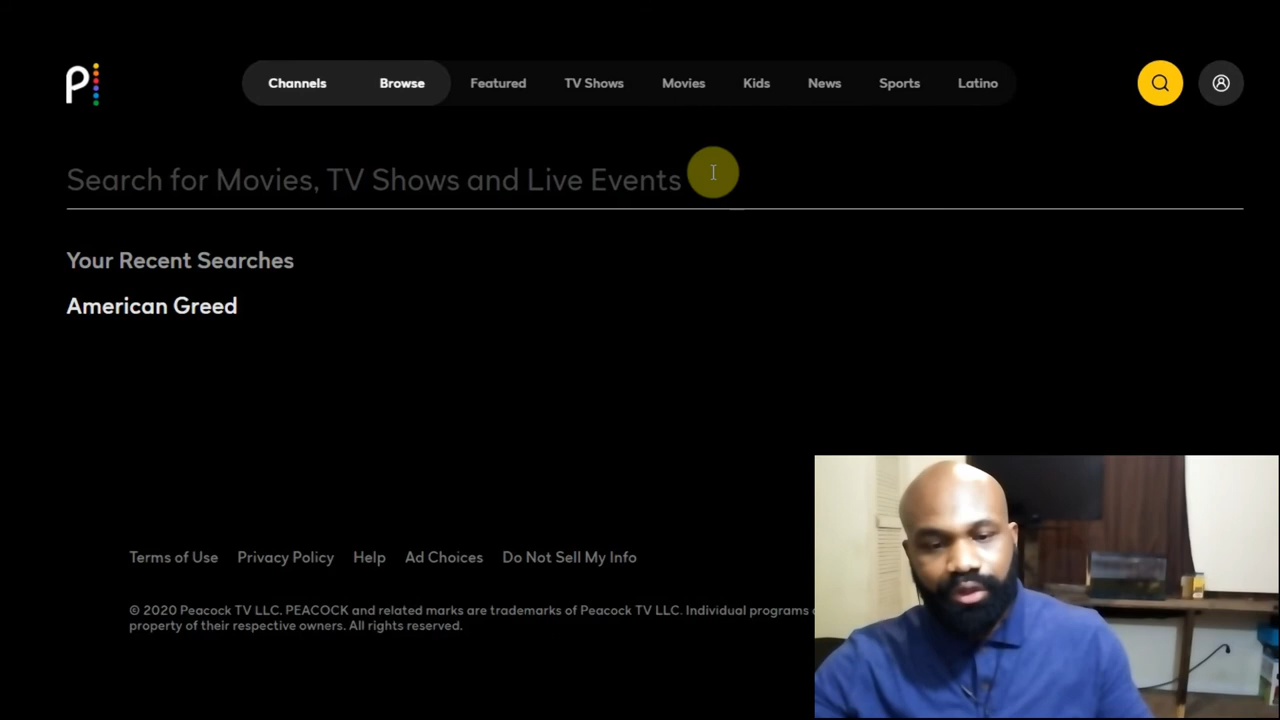 P
Channels Browse Featured TV Shows Movies Kids News Sports Latino
Search for Movies, TV Shows and Live Events
Your Recent Searches
American Greed
Terms of Use Privacy Policy Help Ad Choices Do Not Sell My Info
© 2020 Peacock TV LLC. PEACOCK and related marks are trademarks of Peacock TV LLC. Individual programs
property of their respective owners. All rights reserved.